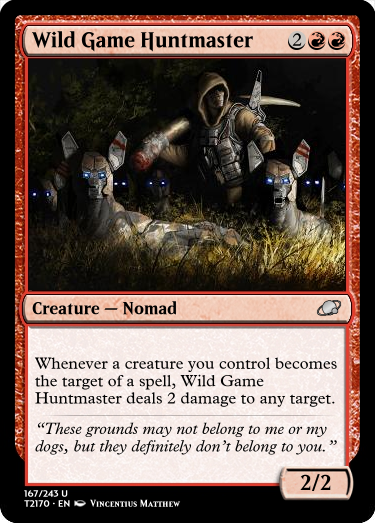 Wild Game Huntmaster 2
Creature — Nomad
Whenever a creature you control becomes
the target of a spell, Wild Game
Huntmaster deals 2 damage to any target.
“These grounds may not belong to me or my
dogs, but they definitely don’t belong to you.”
2/2
167/243 U
T2170 • EN Vincentius Matthew